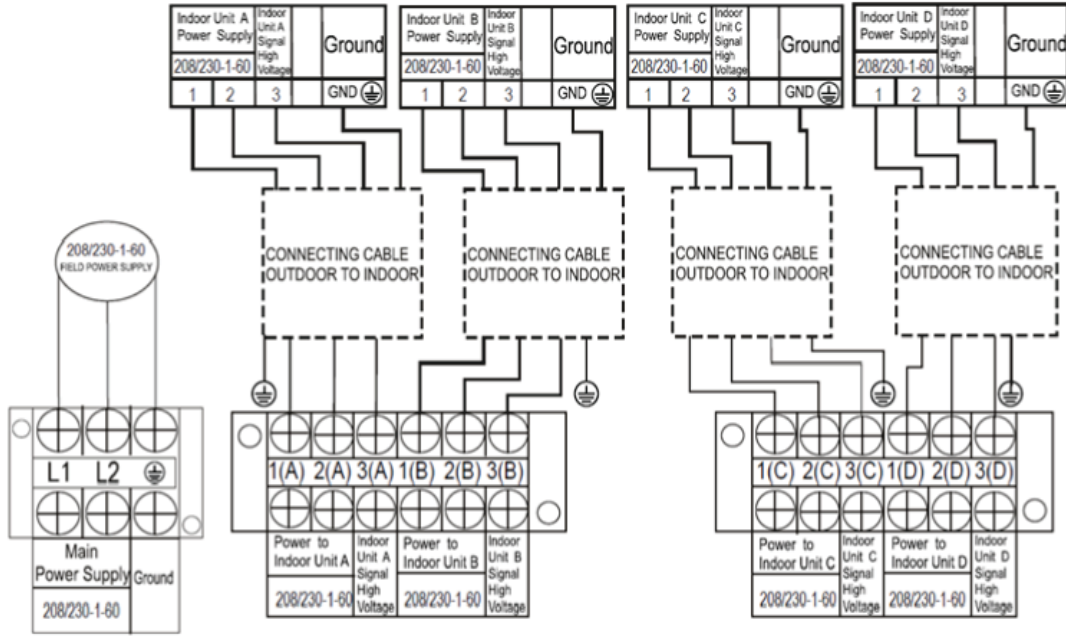 Indoor Unit A
Power Supply
208/230-1-60
Indoor
Unit A
Signal
High
Voltage
Ground
1 2 3 GND
Indoor Unit B
Power Supply
208/230-1-60
Indoor
Unit B
Signal
High
Voltage
Ground
1 2 3 GND
Indoor Unit C
Power Supply
208/230-1-60
Indoor
Unit C
Signal
High
Voltage
Ground
1 2 3 GND
Indoor Unit D
Power Supply
208/230-1-60
Indoor
Unit D
Signal
High
Voltage
Ground
1 2 3 GND
208/230-1-60
FIELD POWER SUPPLY
CONNECTING CABLE
OUTDOOR TO INDOOR
CONNECTING CABLE
OUTDOOR TO INDOOR
CONNECTING CABLE
OUTDOOR TO INDOOR
CONNECTING CABLE
OUTDOOR TO INDOOR
L1 L2
Main
Power Supply
208/230-1-60
Ground
1(A) 2(A) 3(A) 1(B) 2(B) 3(B)
Power to
Indoor Unit A
208/230-1-60
Indoor
Unit A
Signal
High
Voltage
Power to
Indoor Unit B
208/230-1-60
Indoor
Unit B
Signal
High
Voltage
1(C) 2(C) 3(C) 1(D) 2(D) 3(D)
Power to
Indoor Unit C
208/230-1-60
Indoor
Unit C
Signal
High
Voltage
Power to
Indoor Unit D
208/230-1-60
Indoor
Unit D
Signal
High
Voltage